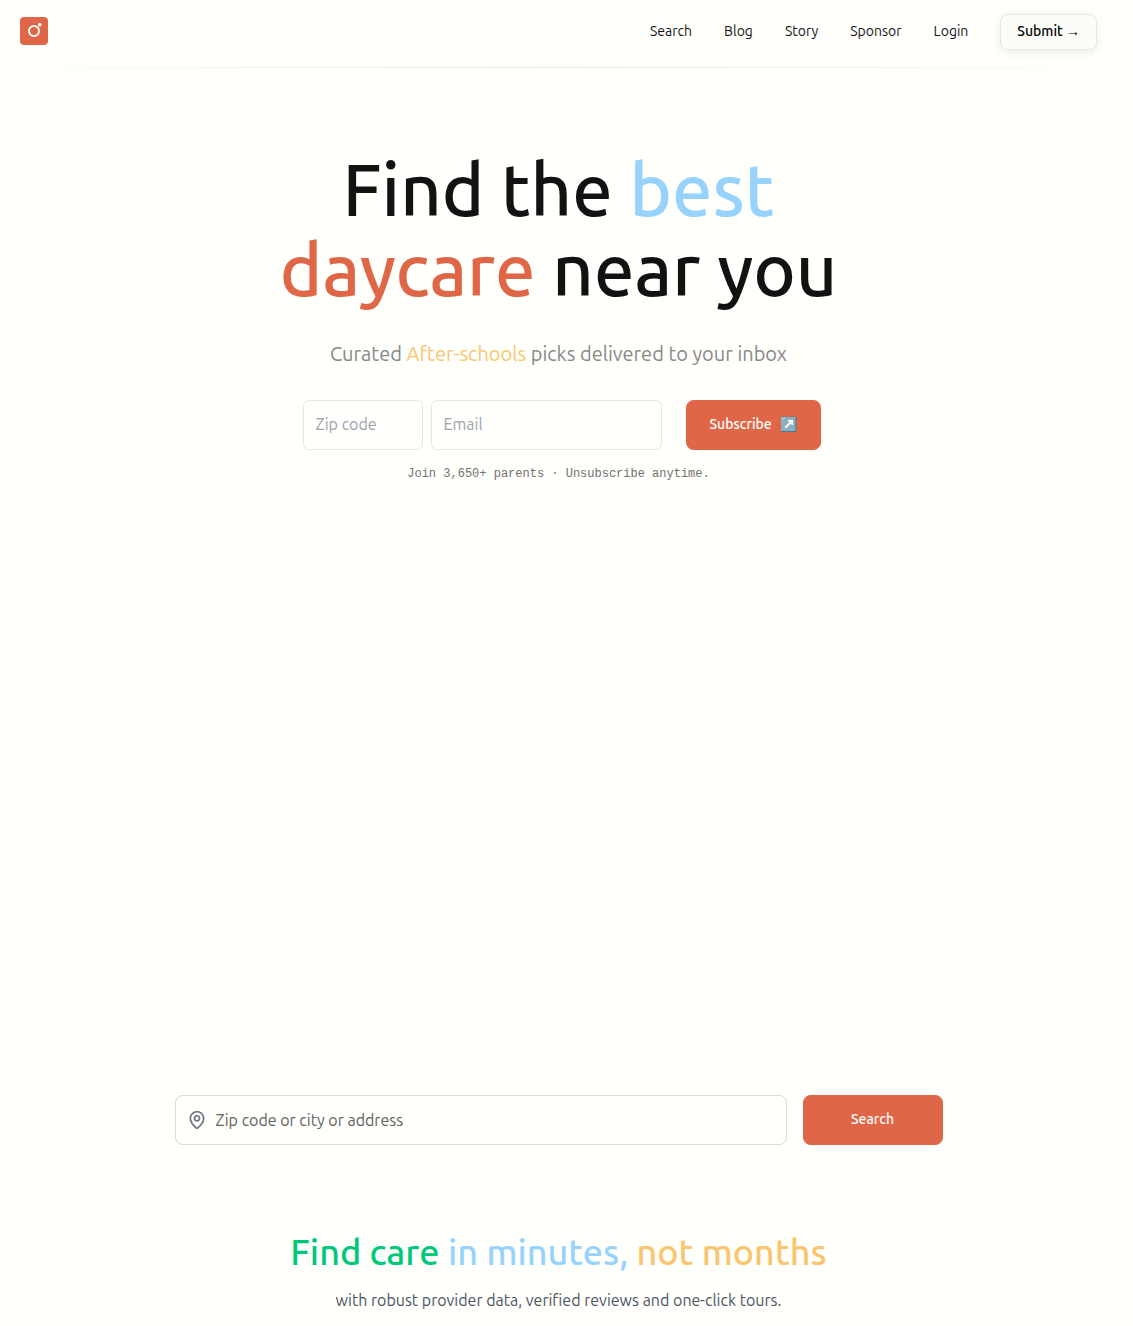 Search Blog Story Sponsor Login Submit →
Find the best
daycare near you
Curated After-schools picks delivered to your inbox
Zip code Email Subscribe ↗
Join 3,650+ parents · Unsubscribe anytime.
Zip code or city or address Search
Find care in minutes, not months
with robust provider data, verified reviews and one-click tours.